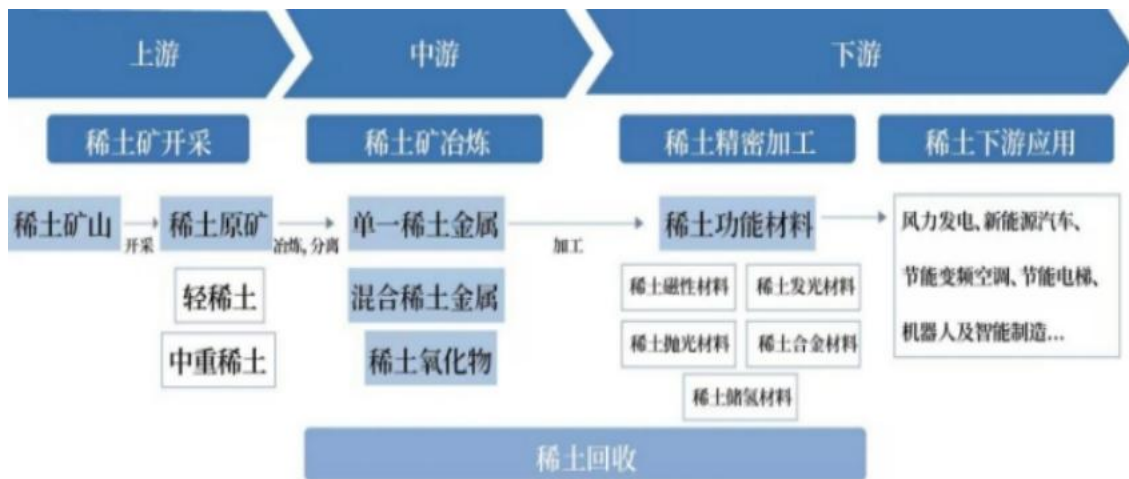 上游
中游
下游
稀土矿开采
稀土矿冶炼
稀土精密加工
稀土下游应用
稀土矿山
开采
稀土原矿
冶炼, 分离
单一稀土金属
加工
稀土功能材料
风力发电、新能源汽车、
节能变频空调、节能电梯、
机器人及智能制造...
轻稀土
中重稀土
混合稀土金属
稀土氧化物
稀土磁性材料
稀土发光材料
稀土抛光材料
稀土合金材料
稀土储氢材料
稀土回收